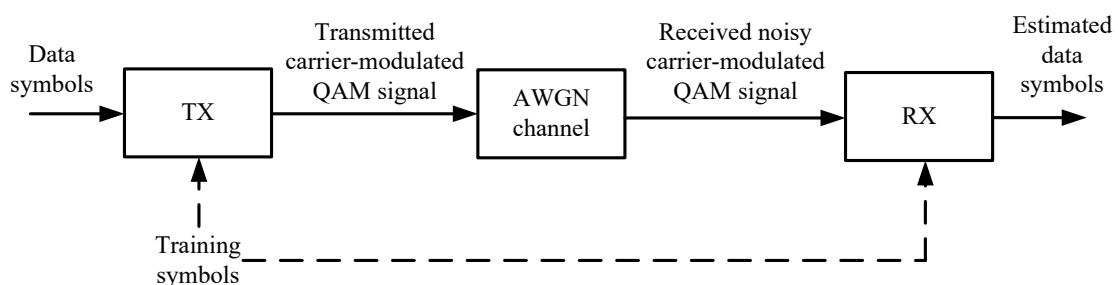 Data
symbols
TX
Transmitted
carrier-modulated
QAM signal
AWGN
channel
Received noisy
carrier-modulated
QAM signal
RX
Estimated
data
symbols
Training
symbols